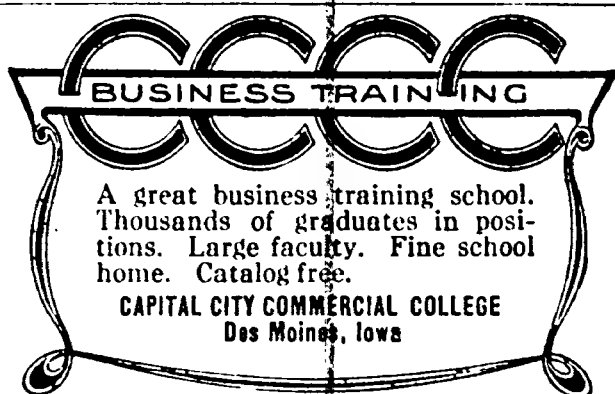 CCCC
BUSINESS TRAINING
A great business training school.
Thousands of graduates in posi-
tions. Large faculty. Fine school
home. Catalog free.
CAPITAL CITY COMMERCIAL COLLEGE
Des Moines, Iowa